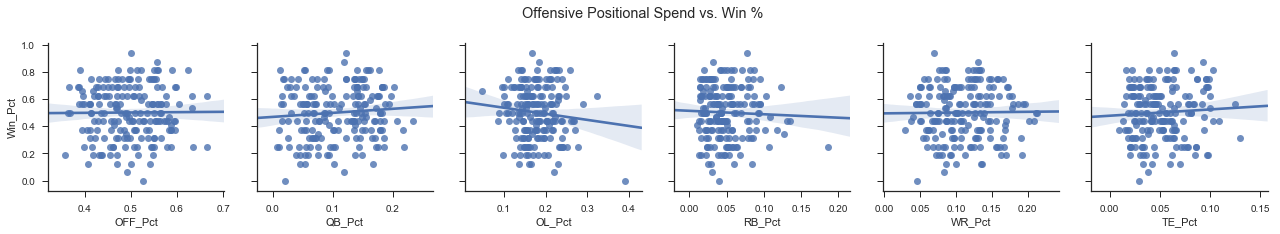 Offensive Positional Spend vs. Win %
Win_Pct
1.0
0.8
0.6
0.4
0.2
0.0
0.4 0.5 0.6 0.7
OFF_Pct
0.0 0.1 0.2
QB_Pct
0.1 0.2 0.3 0.4
OL_Pct
0.00 0.05 0.10 0.15 0.20
RB_Pct
0.00 0.05 0.10 0.15 0.20
WR_Pct
0.00 0.05 0.10 0.15
TE_Pct